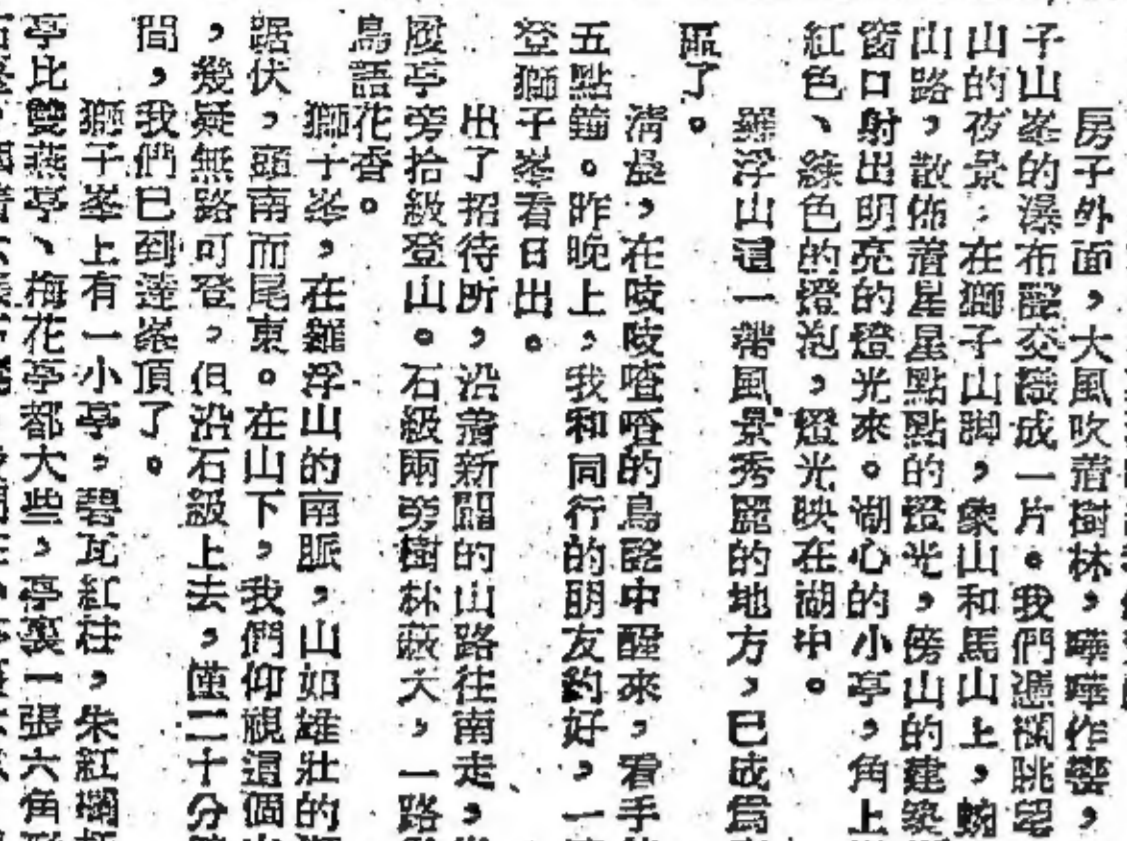 房子外面,大風吹着樹林,嘩嘩作響,
子山峯的瀑布聲交織成一片。我們憑欄眺望
山的夜景:在獅子山脚,象山和馬山上,蜿
山路,散佈着星星點點的燈光,傍山的建築
窗口射出明亮的燈光來。湖心的小亭,角上
紅色、綠色的燈泡,燈光映在湖中。
羅浮山這一帶風景秀麗的地方,已成爲
區了。
清晨,在吱吱喳喳的鳥聲中醒來,看手
五點鐘。昨晚上,我和同行的朋友約好,一
登獅子峯看日出。
出了招待所,沿着新闢的山路往南走,
廈亭旁拾級登山。石級兩旁樹林蔽天,一路
鳥語花香。
獅子峯,在羅浮山的南脈,山如雄壯的
踞伏,頭南而尾東。在山下,我們仰視這個
,幾疑無路可登,但沿石級上去,僅二十分
間,我們已到達峯頂了。
獅子峯上有一小亭,碧瓦紅柱,朱紅欄
亭比雙燕亭、梅花亭都大些,亭裏一張六角